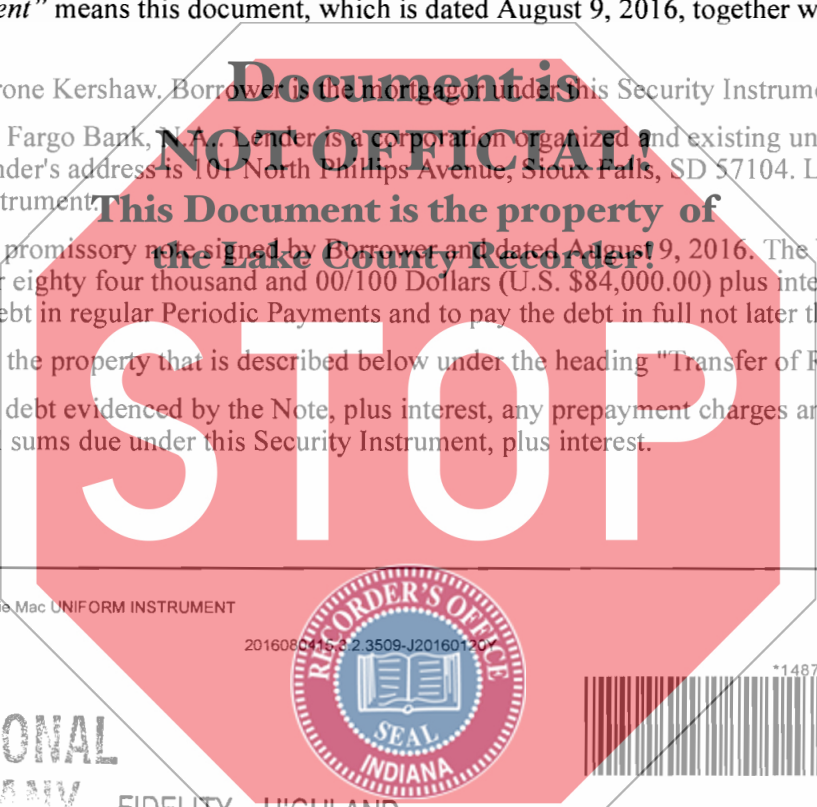 ent” means this document, which is dated August 9, 2016, together w
Document is
rone Kershaw. Borrower is the mortgagor under this Security Instrume
NOT OFFICIAL!
Fargo Bank, N.A.. Lender is a corporation organized and existing un
nder's address is 101 North Phillips Avenue, Sioux Falls, SD 57104. L
trument.
This Document is the property of
the Lake County Recorder!
promissory note signed by Borrower and dated August 9, 2016. The
r eighty four thousand and 00/100 Dollars (U.S. $84,000.00) plus inte
ebt in regular Periodic Payments and to pay the debt in full not later th
the property that is described below under the heading "Transfer of R
debt evidenced by the Note, plus interest, any prepayment charges an
l sums due under this Security Instrument, plus interest.
STOP
ie Mac UNIFORM INSTRUMENT
RECORDER'S OFFICE
SEAL
INDIANA
*1487
ONAL
ANY
FIDELITY HIGHLAND